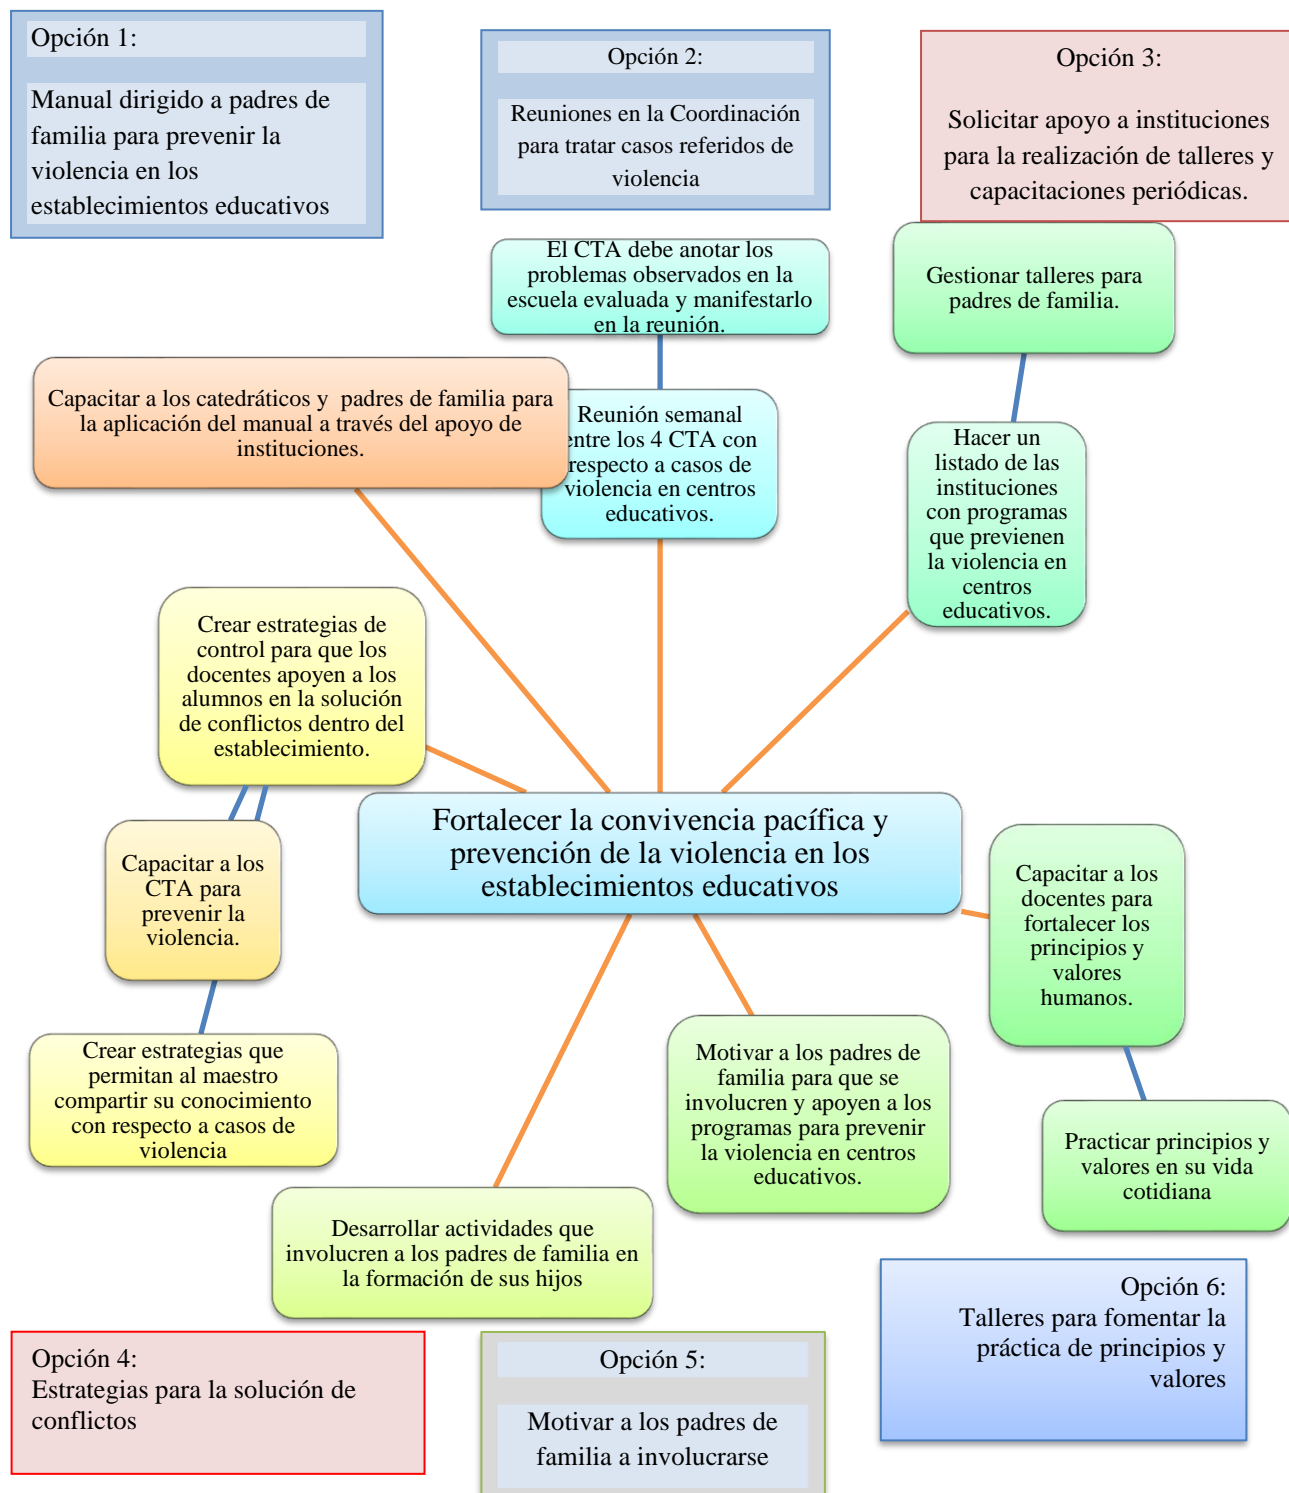 Opción 1:
Manual dirigido a padres de
familia para prevenir la
violencia en los
establecimientos educativos
Opción 2:
Reuniones en la Coordinación
para tratar casos referidos de
violencia
Opción 3:
Solicitar apoyo a instituciones
para la realización de talleres y
capacitaciones periódicas.
El CTA debe anotar los
problemas observados en la
escuela evaluada y manifestarlo
en la reunión.
Gestionar talleres para
padres de familia.
Capacitar a los catedráticos y  padres de familia para
la aplicación del manual a través del apoyo de
instituciones.
Reunión semanal
entre los 4 CTA con
respecto a casos de
violencia en centros
educativos.
Hacer un
listado de las
instituciones
con programas
que previenen
la violencia en
centros
educativos.
Crear estrategias de
control para que los
docentes apoyen a los
alumnos en la solución
de conflictos dentro del
establecimiento.
Fortalecer la convivencia pacífica y
prevención de la violencia en los
establecimientos educativos
Capacitar a los
CTA para
prevenir la
violencia.
Capacitar a los
docentes para
fortalecer los
principios y
valores
humanos.
Crear estrategias que
permitan al maestro
compartir su conocimiento
con respecto a casos de
violencia
Motivar a los padres de
familia para que se
involucren y apoyen a los
programas para prevenir
la violencia en centros
educativos.
Practicar principios y
valores en su vida
cotidiana
Desarrollar actividades que
involucren a los padres de familia en
la formación de sus hijos
Opción 4:
Estrategias para la solución de
conflictos
Opción 5:
Motivar a los padres de
familia a involucrarse
Opción 6:
Talleres para fomentar la
práctica de principios y
valores